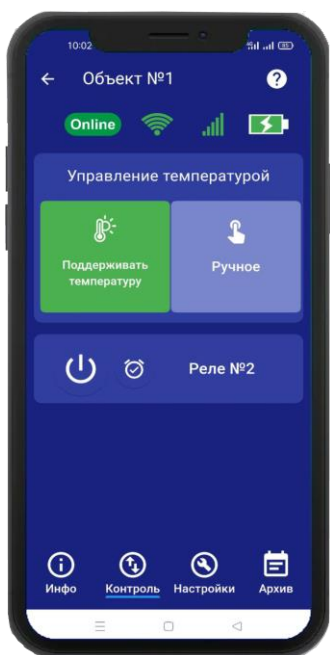 10:02
Объект №1
?
Online
Управление температурой
Поддерживать
температуру
Ручное
Реле №2
Инфо
Контроль
Настройки
Архив